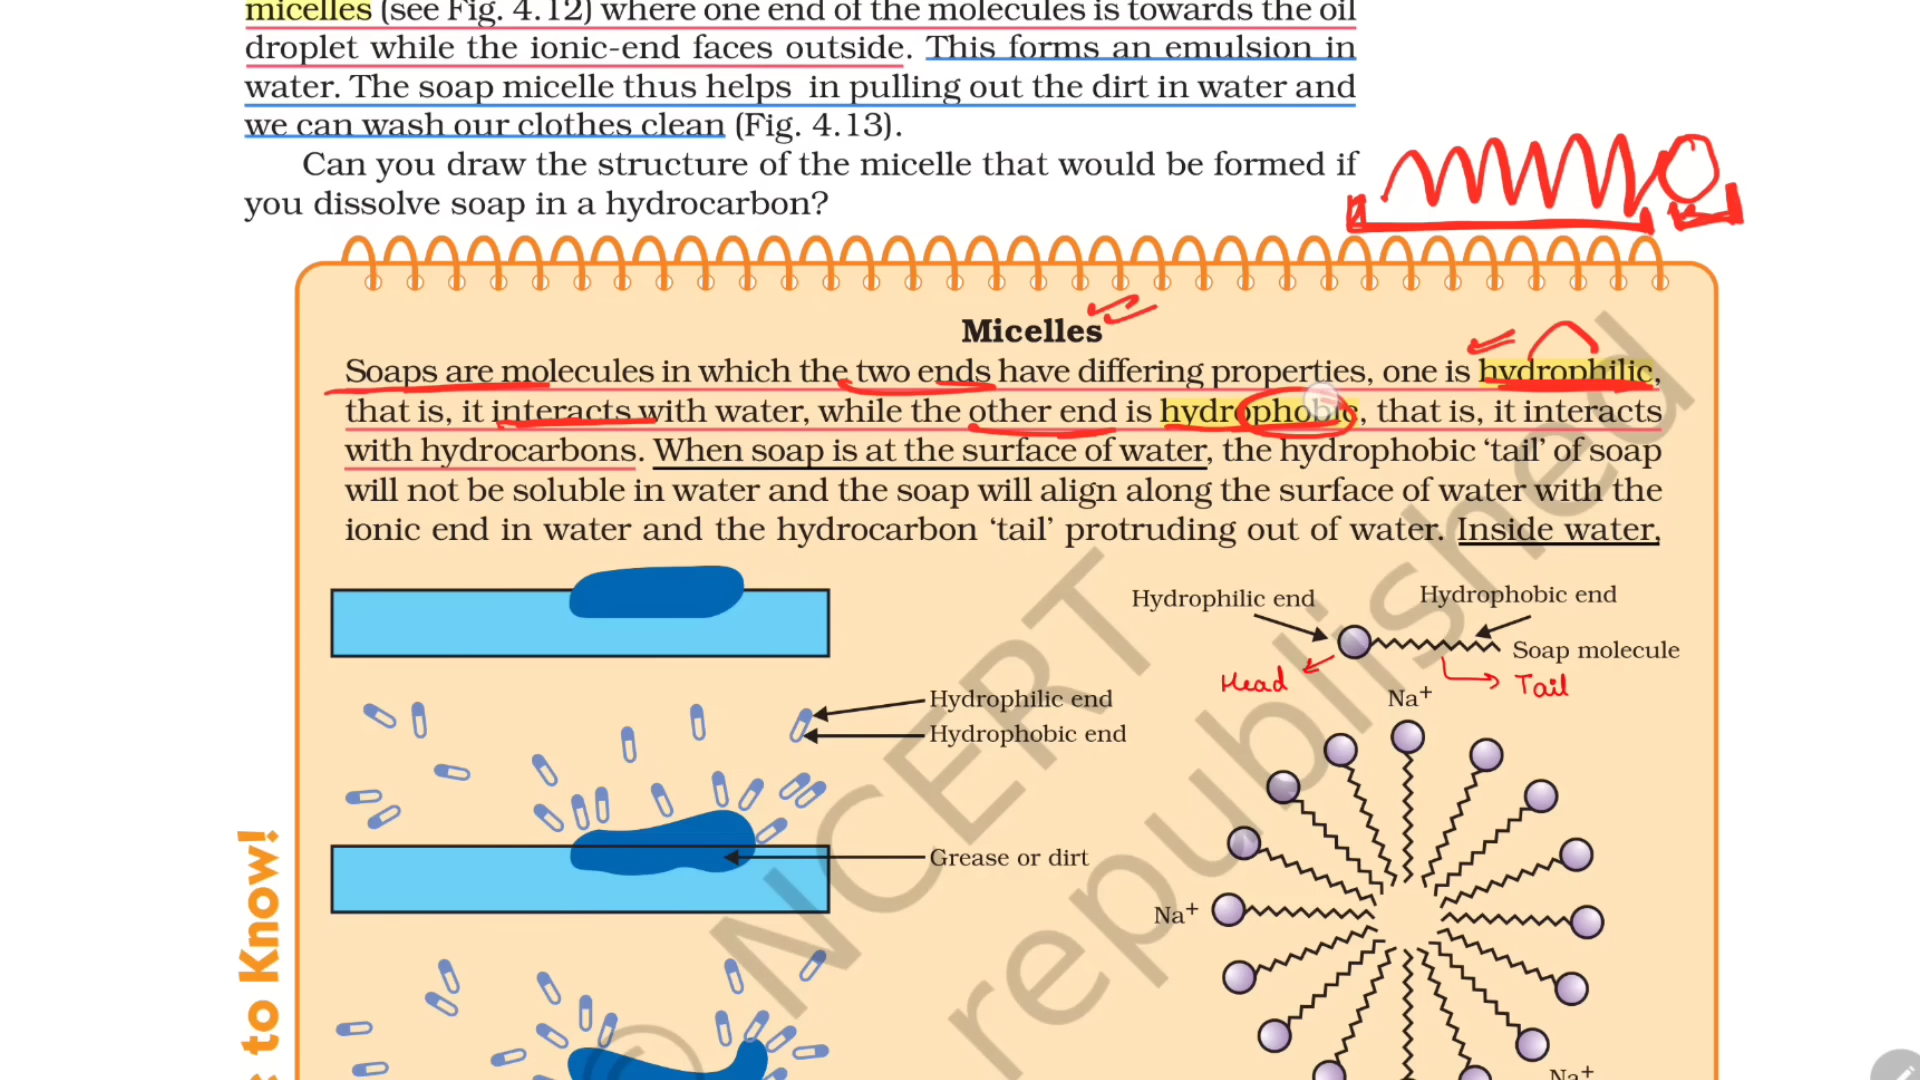 micelles (see Fig. 4.12) where one end of the molecules is towards the oil
droplet while the ionic-end faces outside. This forms an emulsion in
water. The soap micelle thus helps in pulling out the dirt in water and
we can wash our clothes clean (Fig. 4.13).
Can you draw the structure of the micelle that would be formed if
you dissolve soap in a hydrocarbon?
Micelles
Soaps are molecules in which the two ends have differing properties, one is hydrophilic,
that is, it interacts with water, while the other end is hydrophobic, that is, it interacts
with hydrocarbons. When soap is at the surface of water, the hydrophobic ‘tail’ of soap
will not be soluble in water and the soap will align along the surface of water with the
ionic end in water and the hydrocarbon ‘tail’ protruding out of water. Inside water,
Hydrophilic end
Hydrophobic end
Soap molecule
Head
Tail
Na+
Hydrophilic end
Hydrophobic end
Grease or dirt
Na+
Na+
to Know!
© NCERT
republished